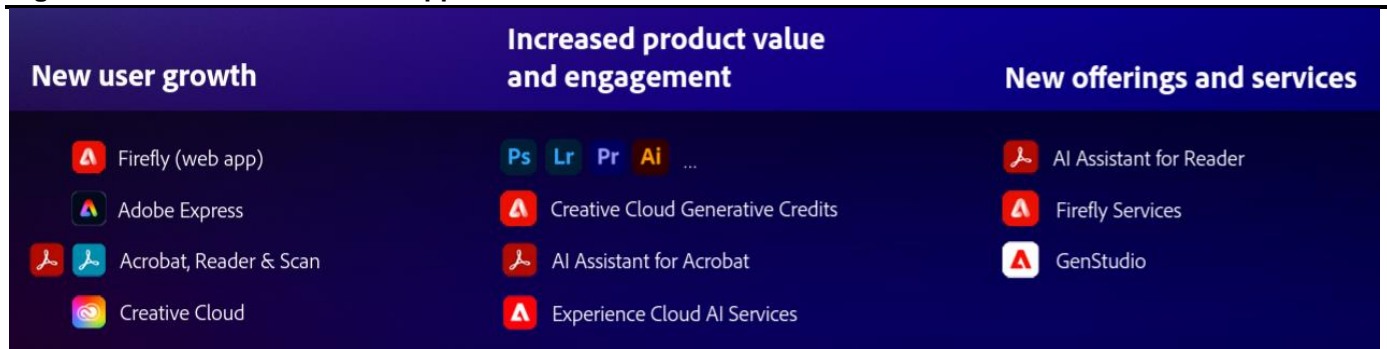 New user growth
Firefly (web app)
Adobe Express
Acrobat, Reader & Scan
Creative Cloud
Increased product value
and engagement
Ps Lr Pr Ai ...
Creative Cloud Generative Credits
AI Assistant for Acrobat
Experience Cloud AI Services
New offerings and services
AI Assistant for Reader
Firefly Services
GenStudio